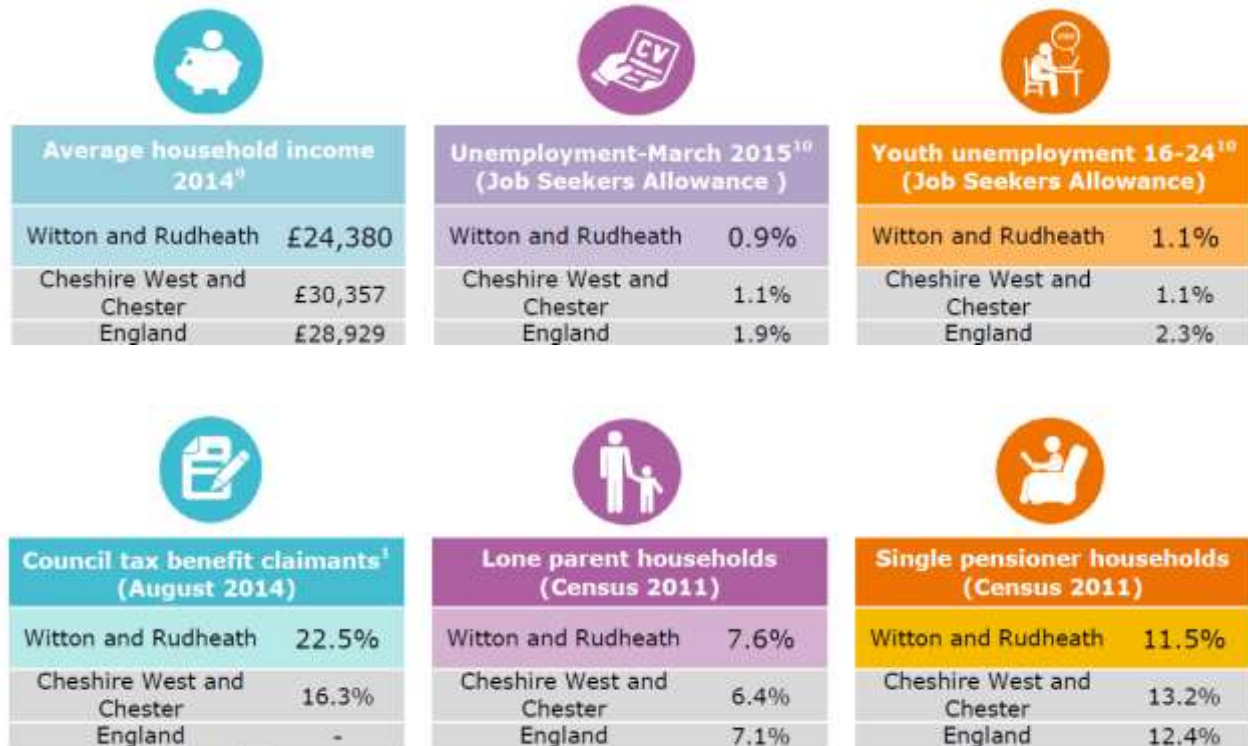 CV
Average household income
2014⁹
Witton and Rudheath £24,380
Cheshire West and
Chester £30,357
England £28,929
Unemployment-March 2015¹⁰
(Job Seekers Allowance )
Witton and Rudheath 0.9%
Cheshire West and
Chester 1.1%
England 1.9%
Youth unemployment 16-24¹⁰
(Job Seekers Allowance)
Witton and Rudheath 1.1%
Cheshire West and
Chester 1.1%
England 2.3%
Council tax benefit claimants¹
(August 2014)
Witton and Rudheath 22.5%
Cheshire West and
Chester 16.3%
England -
Lone parent households
(Census 2011)
Witton and Rudheath 7.6%
Cheshire West and
Chester 6.4%
England 7.1%
Single pensioner households
(Census 2011)
Witton and Rudheath 11.5%
Cheshire West and
Chester 13.2%
England 12.4%